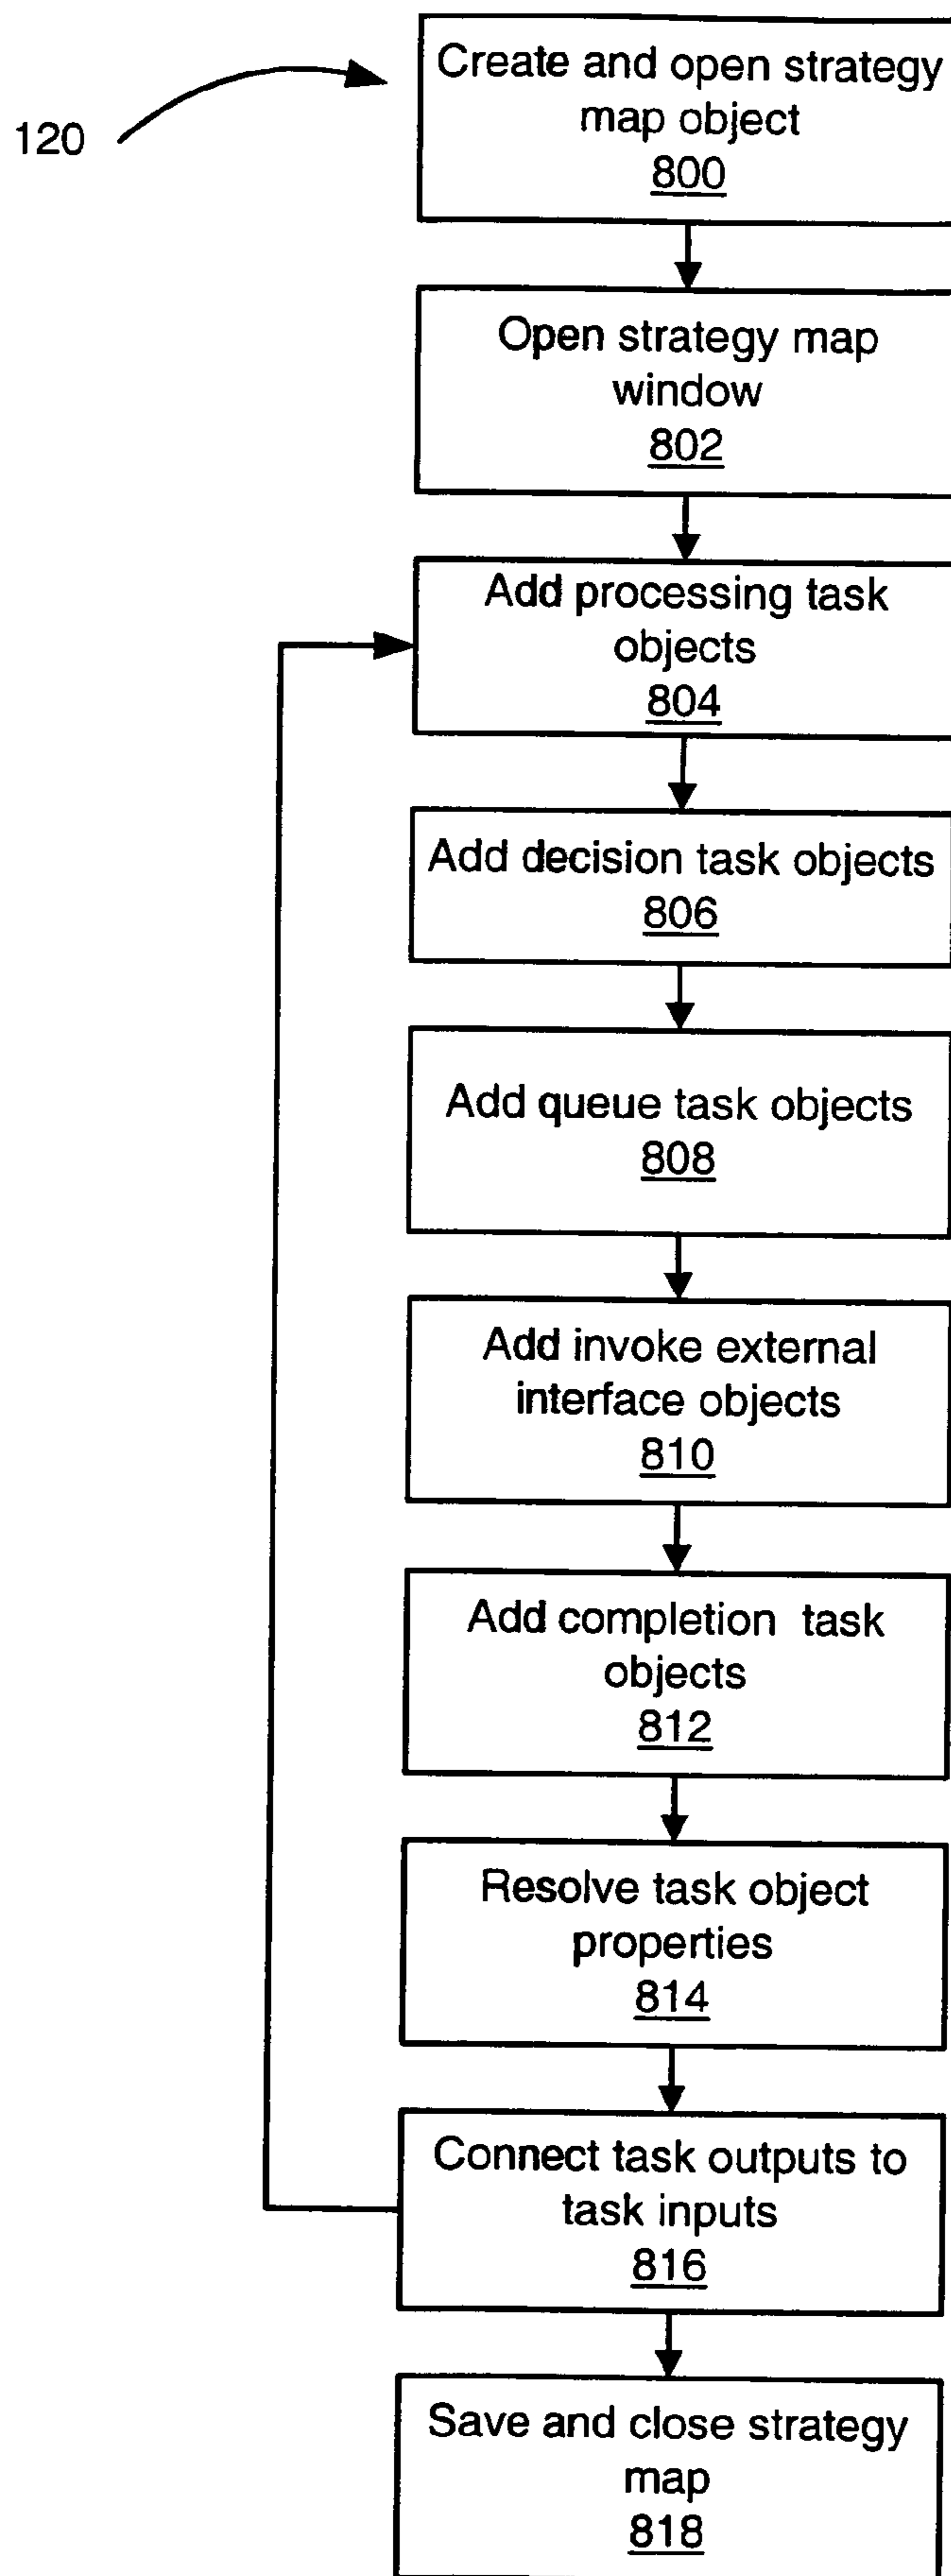 Create and open strategy
map object
800
120
Open strategy map
window
802
Add processing task
objects
804
Add decision task objects
806
Add queue task objects
808
Add invoke external
interface objects
810
Add completion task
objects
812
Resolve task object
properties
814
Connect task outputs to
task inputs
816
Save and close strategy
map
818